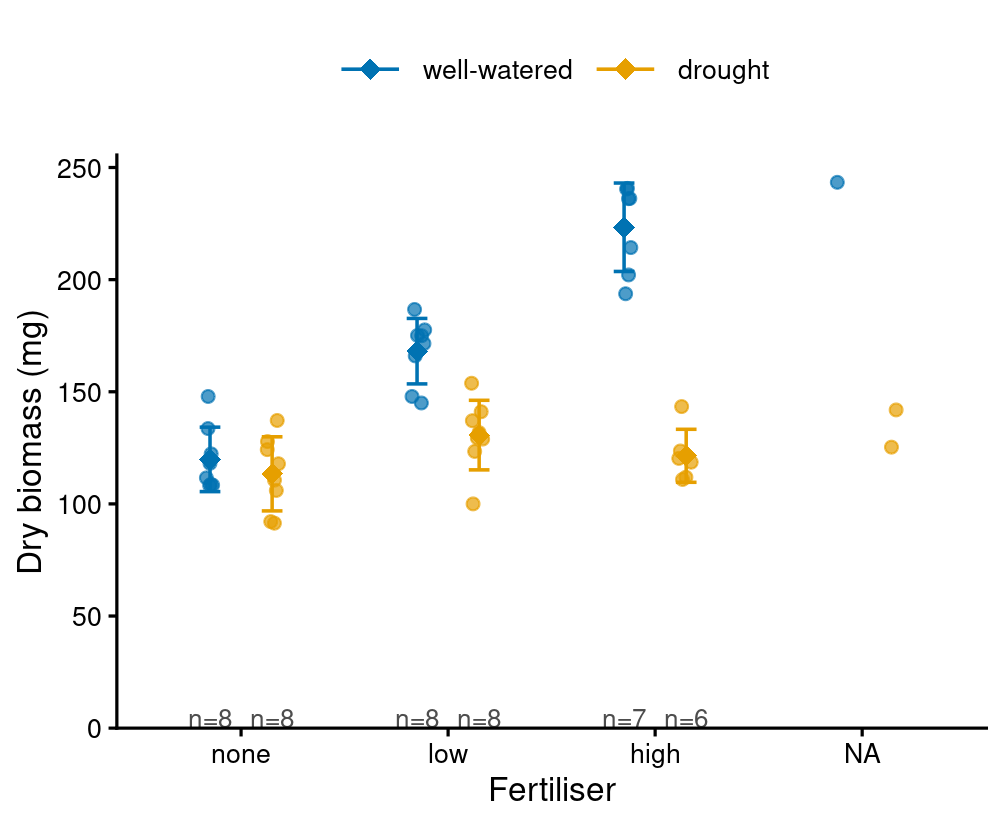 well-watered drought
250
200
150
100
50
0
Dry biomass (mg)
n=8 n=8 n=8 n=8 n=7 n=6
none low high NA
Fertiliser